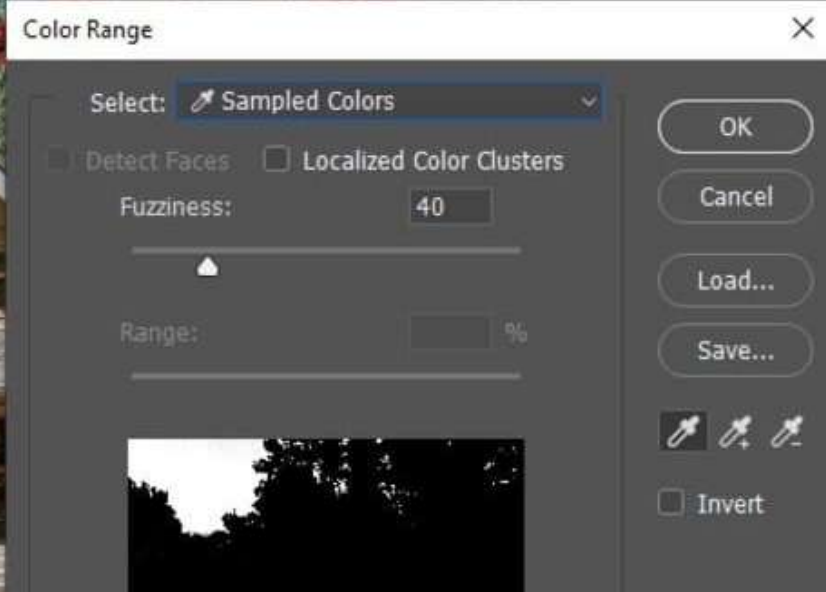 Color Range
Select: Sampled Colors
Detect Faces Localized Color Clusters
Fuzziness: 40
Range: %
OK
Cancel
Load...
Save...
Invert